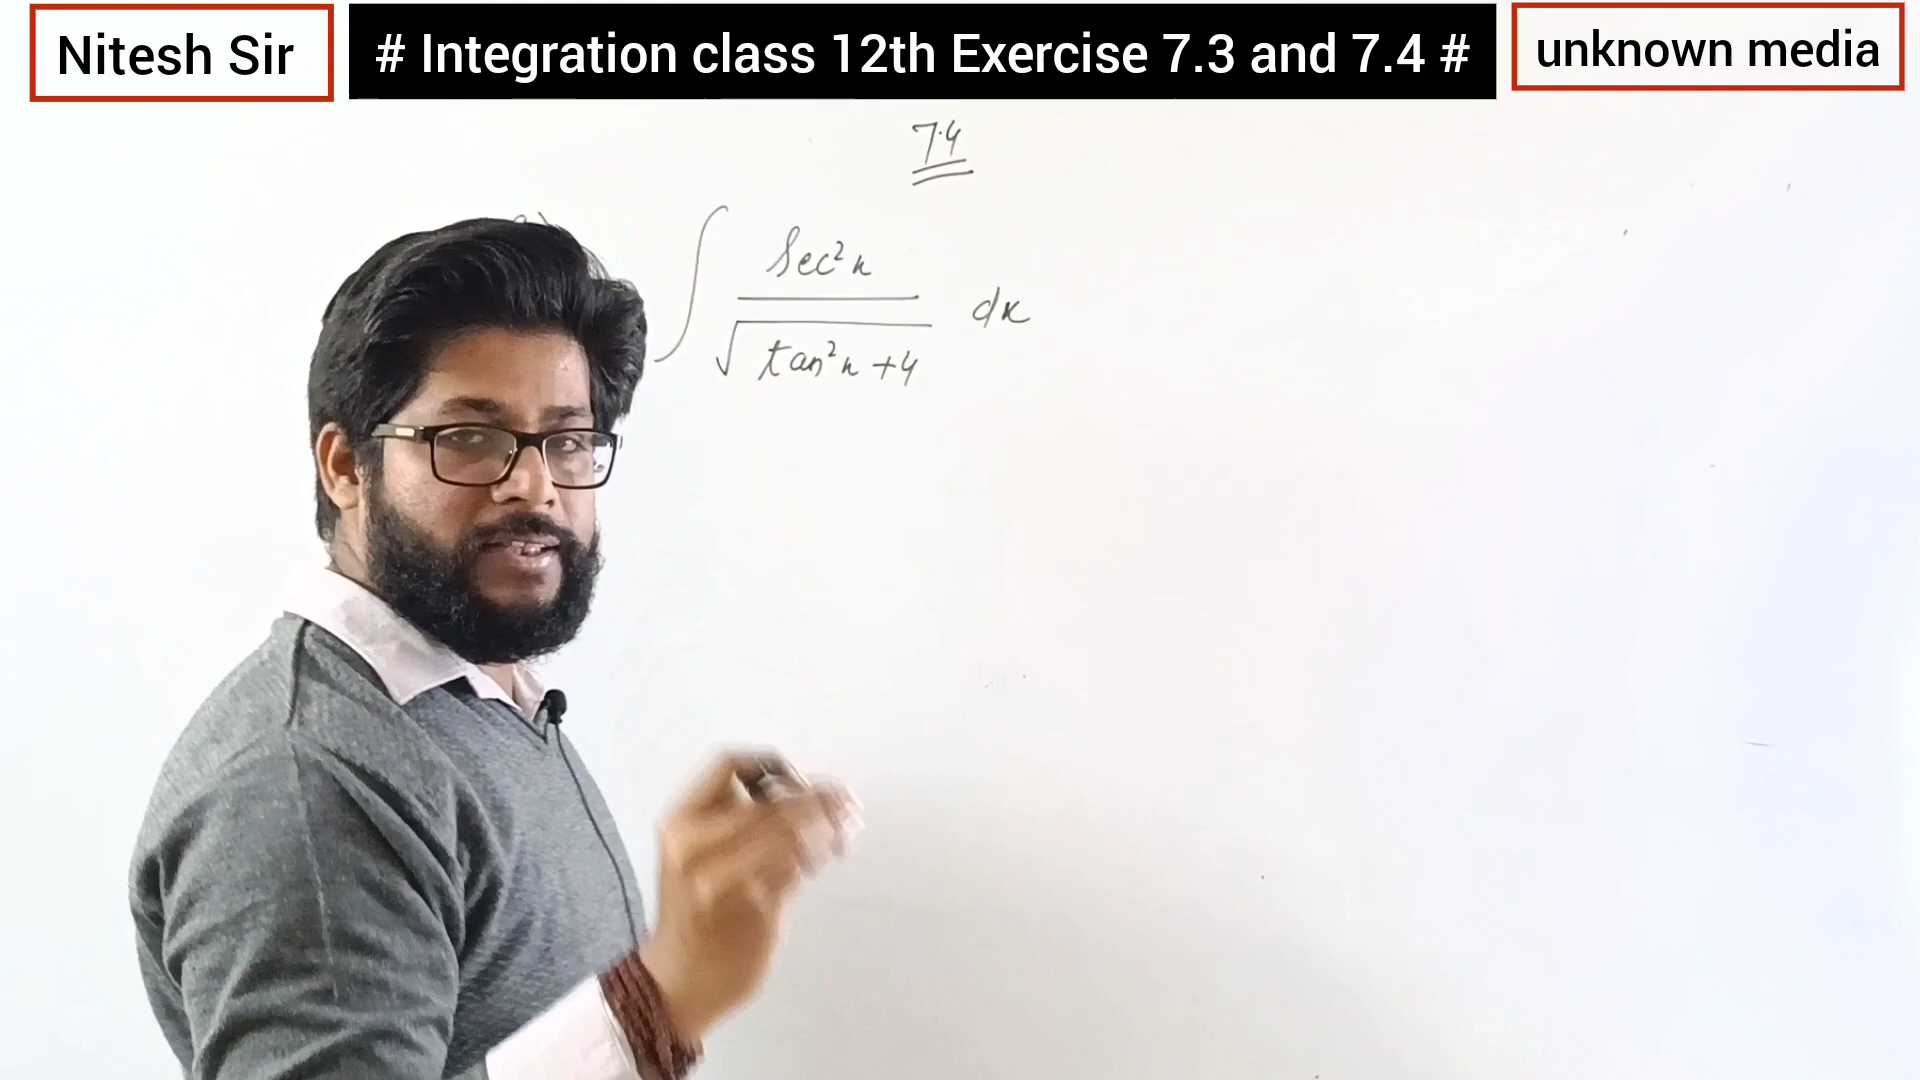 Nitesh Sir
# Integration class 12th Exercise 7.3 and 7.4 #
unknown media
7.4
∫ Sec²x / √(tan²x + 4) dx